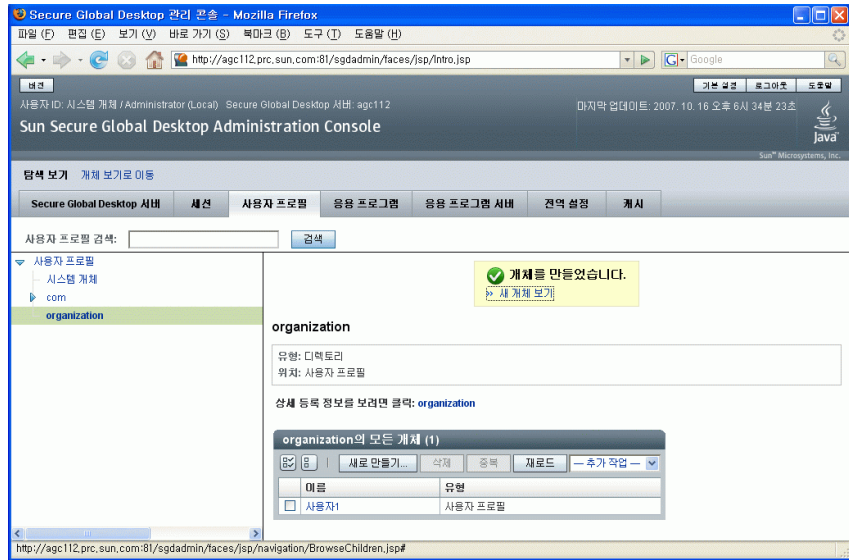 Secure Global Desktop 관리 콘솔 - Mozilla Firefox
파일 (F) 편집 (E) 보기 (V) 바로 가기 (S) 북마크 (B) 도구 (T) 도움말 (H)
http://agc112,prc,sun,com:81/sgdadmin/faces/jsp/Intro,jsp
Google
버전
기본 설정 로그아웃 도움말
사용자 ID: 시스템 개체 / Administrator (Local) Secure Global Desktop 서버: agc112
마지막 업데이트: 2007. 10. 16 오후 6시 34분 23초
Sun Secure Global Desktop Administration Console
Java
Sun™ Microsystems, Inc.
탐색 보기 개체 보기로 이동
Secure Global Desktop 서버 세션 사용자 프로필 응용 프로그램 응용 프로그램 서버 전역 설정 캐시
사용자 프로필 검색: 검색
사용자 프로필
시스템 개체
com
organization
개체를 만들었습니다.
» 새 개체 보기
organization
유형: 디렉토리
위치: 사용자 프로필
상세 등록 정보를 보려면 클릭: organization
organization의 모든 개체 (1)
새로 만들기... 삭제 중복 재로드 — 추가 작업 —
이름 유형
사용자1 사용자 프로필
http://agc112,prc,sun,com:81/sgdadmin/faces/jsp/navigation/BrowseChildren,jsp#